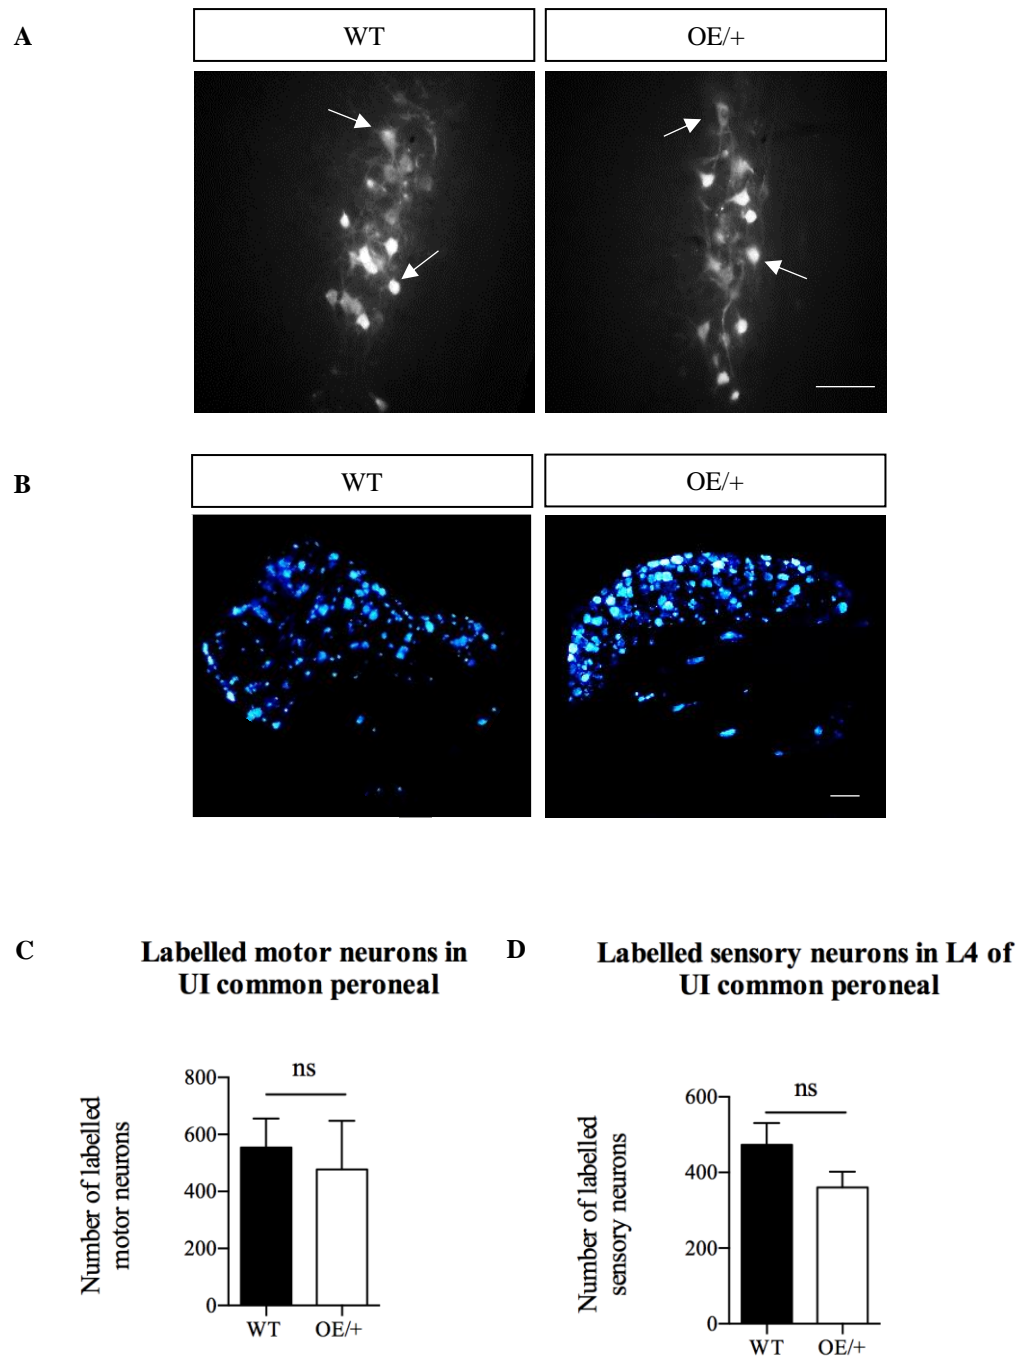 A
WT
OE/+
B
WT
OE/+
C
Labelled motor neurons in
UI common peroneal
D
Labelled sensory neurons in L4 of
UI common peroneal
Number of labelled
motor neurons
800
600
400
200
0
ns
WT
OE/+
Number of labelled
sensory neurons
600
400
200
0
ns
WT
OE/+